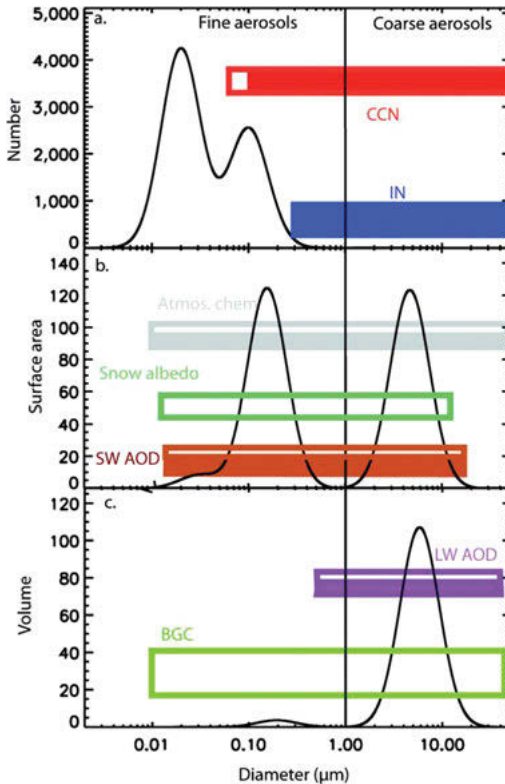 a.
Fine aerosols
Coarse aerosols
5,000
4,000
3,000
2,000
1,000
0
Number
CCN
IN
b.
140
120
100
80
60
40
20
0
Surface area
Atmos. chem
Snow albedo
SW AOD
c.
120
100
80
60
40
20
0
Volume
LW AOD
BGC
0.01
0.10
1.00
10.00
Diameter (µm)